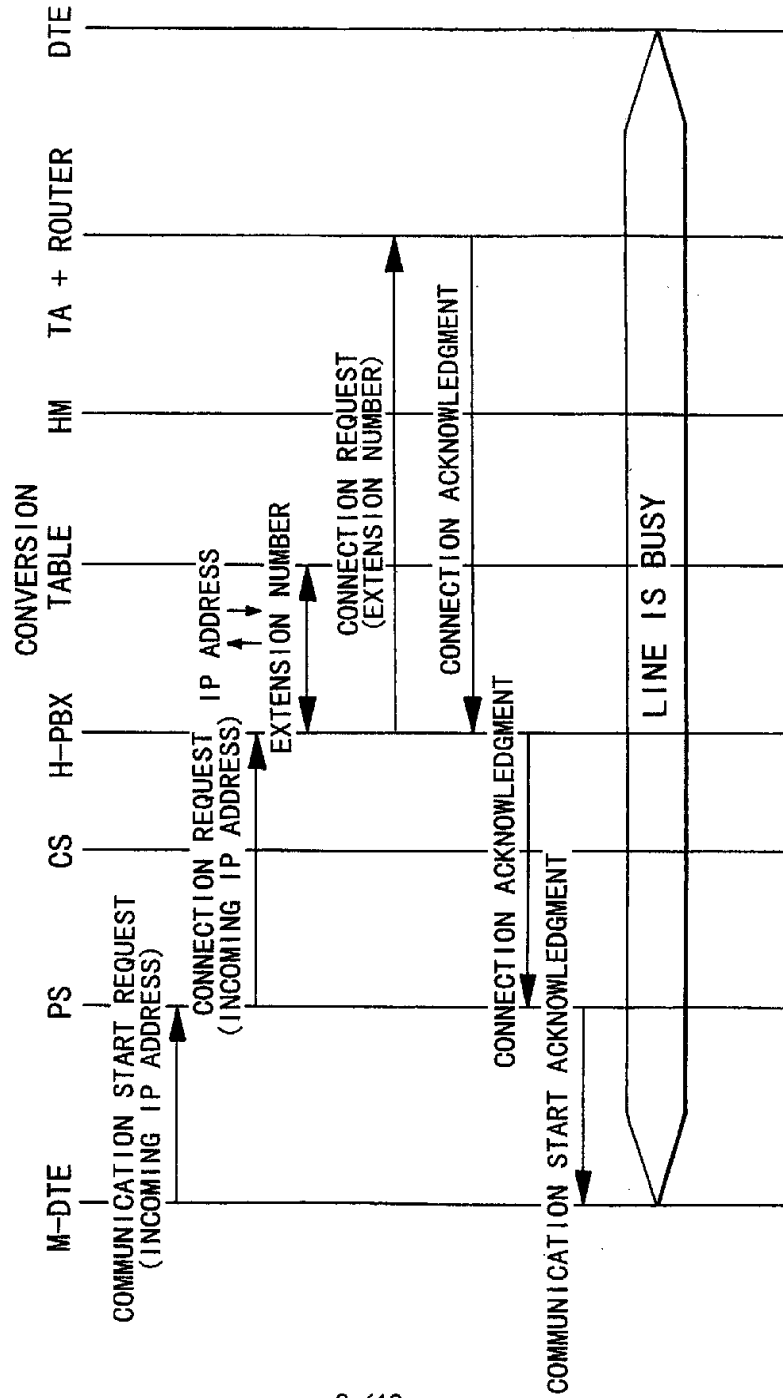 M-DTE
PS
CS
H-PBX
CONVERSION
TABLE
HM
TA + ROUTER
DTE
COMMUNICATION START REQUEST
(INCOMING IP ADDRESS)
CONNECTION REQUEST
(INCOMING IP ADDRESS)
IP ADDRESS
EXTENSION NUMBER
CONNECTION REQUEST
(EXTENSION NUMBER)
CONNECTION ACKNOWLEDGMENT
CONNECTION ACKNOWLEDGMENT
COMMUNICATION START ACKNOWLEDGMENT
LINE IS BUSY